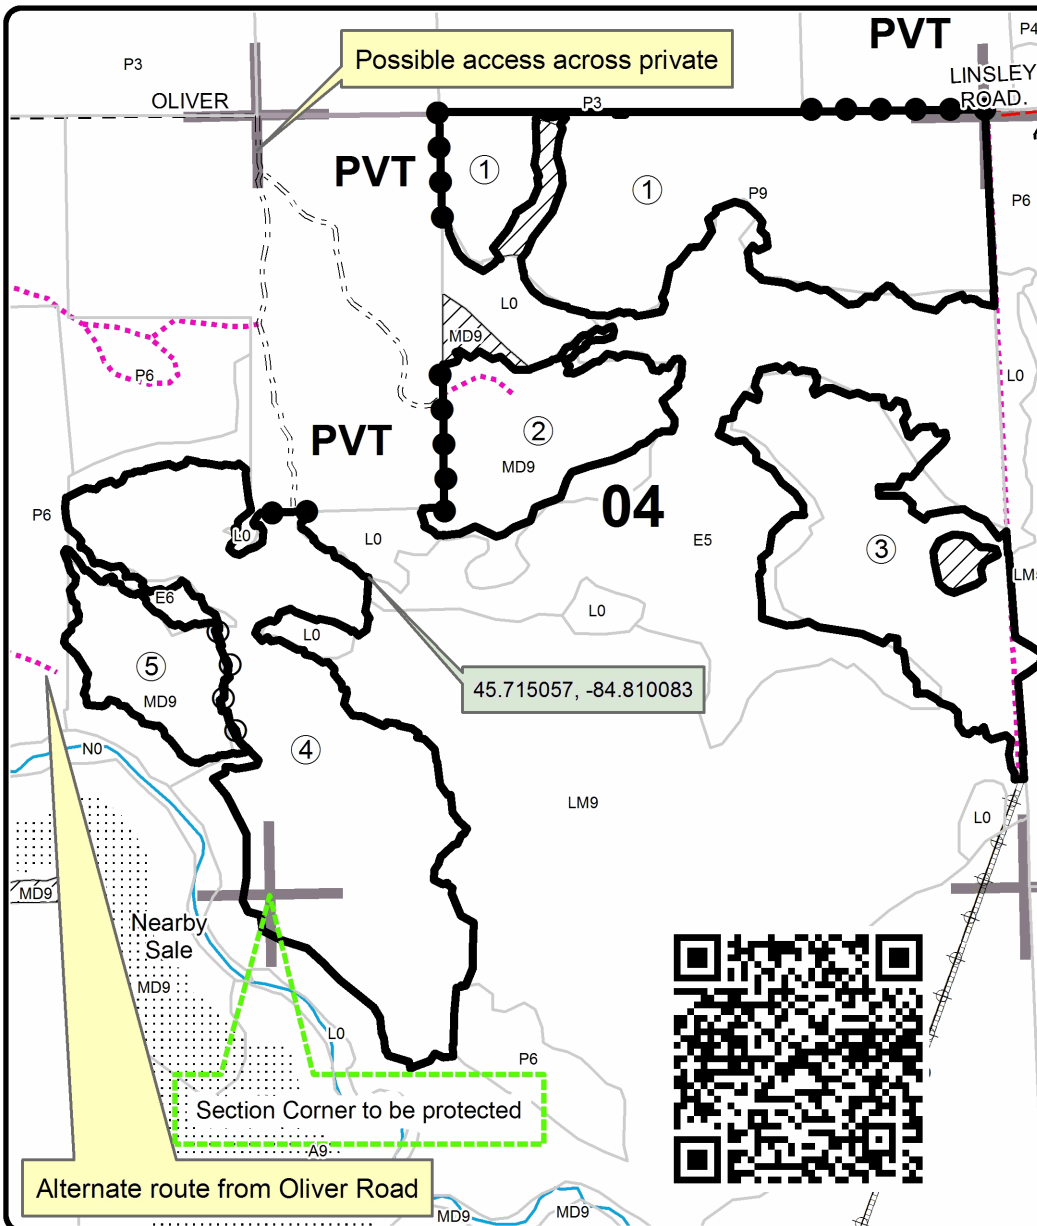 PVT
P4
Possible access across private
P3
LINSLEY
ROAD.
OLIVER
P3
PVT
1
1
P9
P6
L0
MD9
P6
L0
2
PVT
MD9
04
P6
L0
L0
E5
3
LM5
E6
L0
L0
5
45.715057, -84.810083
MD9
4
N0
LM9
L0
MD9
Nearby
Sale
MD9
L0
P6
Section Corner to be protected
A9
Alternate route from Oliver Road
MD9
MD9